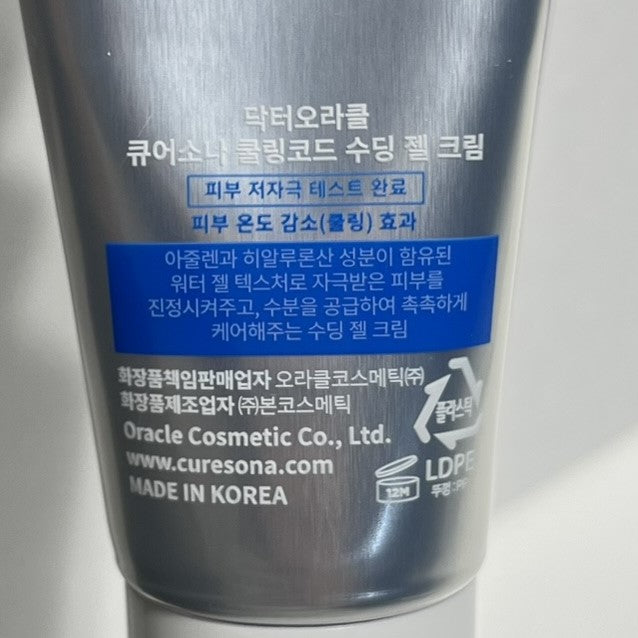 닥터오라클
큐어소나 쿨링코드 수딩 젤 크림
피부 저자극 테스트 완료
피부 온도 감소(쿨링) 효과
아줄렌과 히알루론산 성분이 함유된
워터 젤 텍스처로 자극받은 피부를
진정시켜주고, 수분을 공급하여 촉촉하게
케어해주는 수딩 젤 크림
화장품책임판매업자 오라클코스메틱(주)
화장품제조업자 (주)본코스메틱
Oracle Cosmetic Co., Ltd.
www.curesona.com
MADE IN KOREA
플라스틱
LDPE
뚜껑:PP
12M